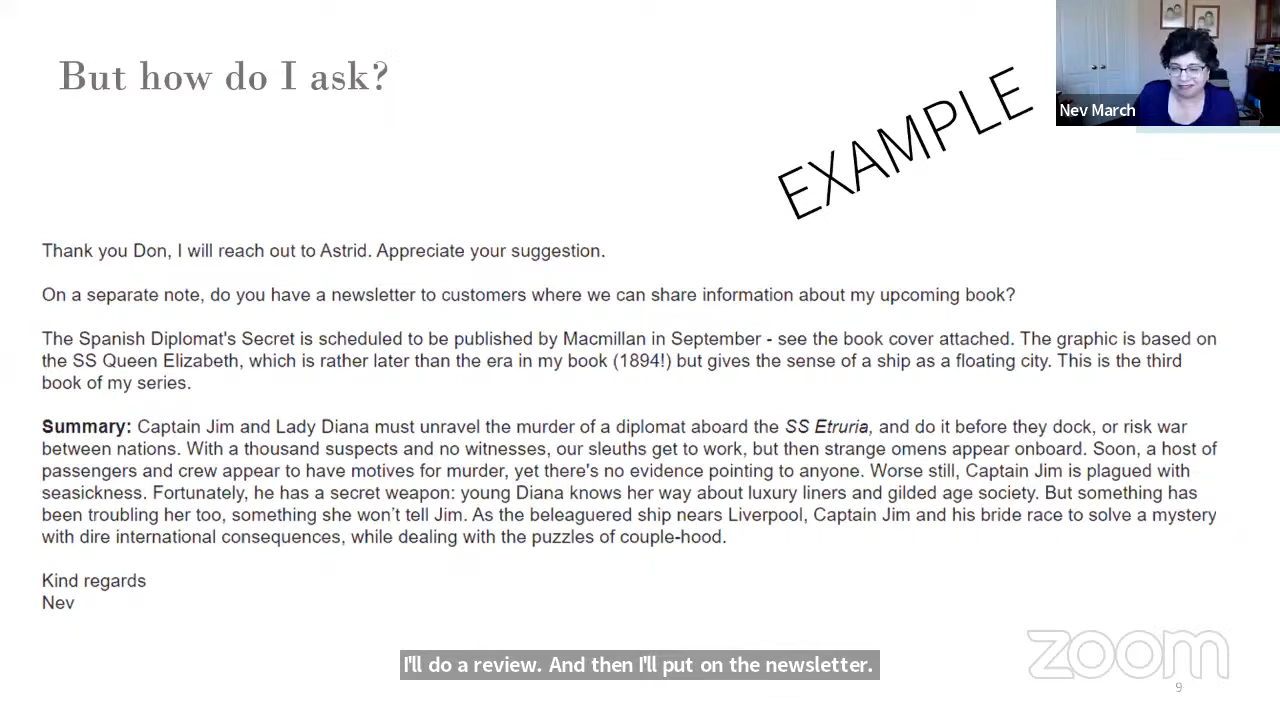 But how do I ask?
EXAMPLE
Nev March
Thank you Don, I will reach out to Astrid. Appreciate your suggestion.
On a separate note, do you have a newsletter to customers where we can share information about my upcoming book?
The Spanish Diplomat's Secret is scheduled to be published by Macmillan in September - see the book cover attached. The graphic is based on
the SS Queen Elizabeth, which is rather later than the era in my book (1894!) but gives the sense of a ship as a floating city. This is the third
book of my series.
Summary: Captain Jim and Lady Diana must unravel the murder of a diplomat aboard the SS Etruria, and do it before they dock, or risk war
between nations. With a thousand suspects and no witnesses, our sleuths get to work, but then strange omens appear onboard. Soon, a host of
passengers and crew appear to have motives for murder, yet there's no evidence pointing to anyone. Worse still, Captain Jim is plagued with
seasickness. Fortunately, he has a secret weapon: young Diana knows her way about luxury liners and gilded age society. But something has
been troubling her too, something she won’t tell Jim. As the beleaguered ship nears Liverpool, Captain Jim and his bride race to solve a mystery
with dire international consequences, while dealing with the puzzles of couple-hood.
Kind regards
Nev
I'll do a review. And then I'll put on the newsletter.
zoom
9